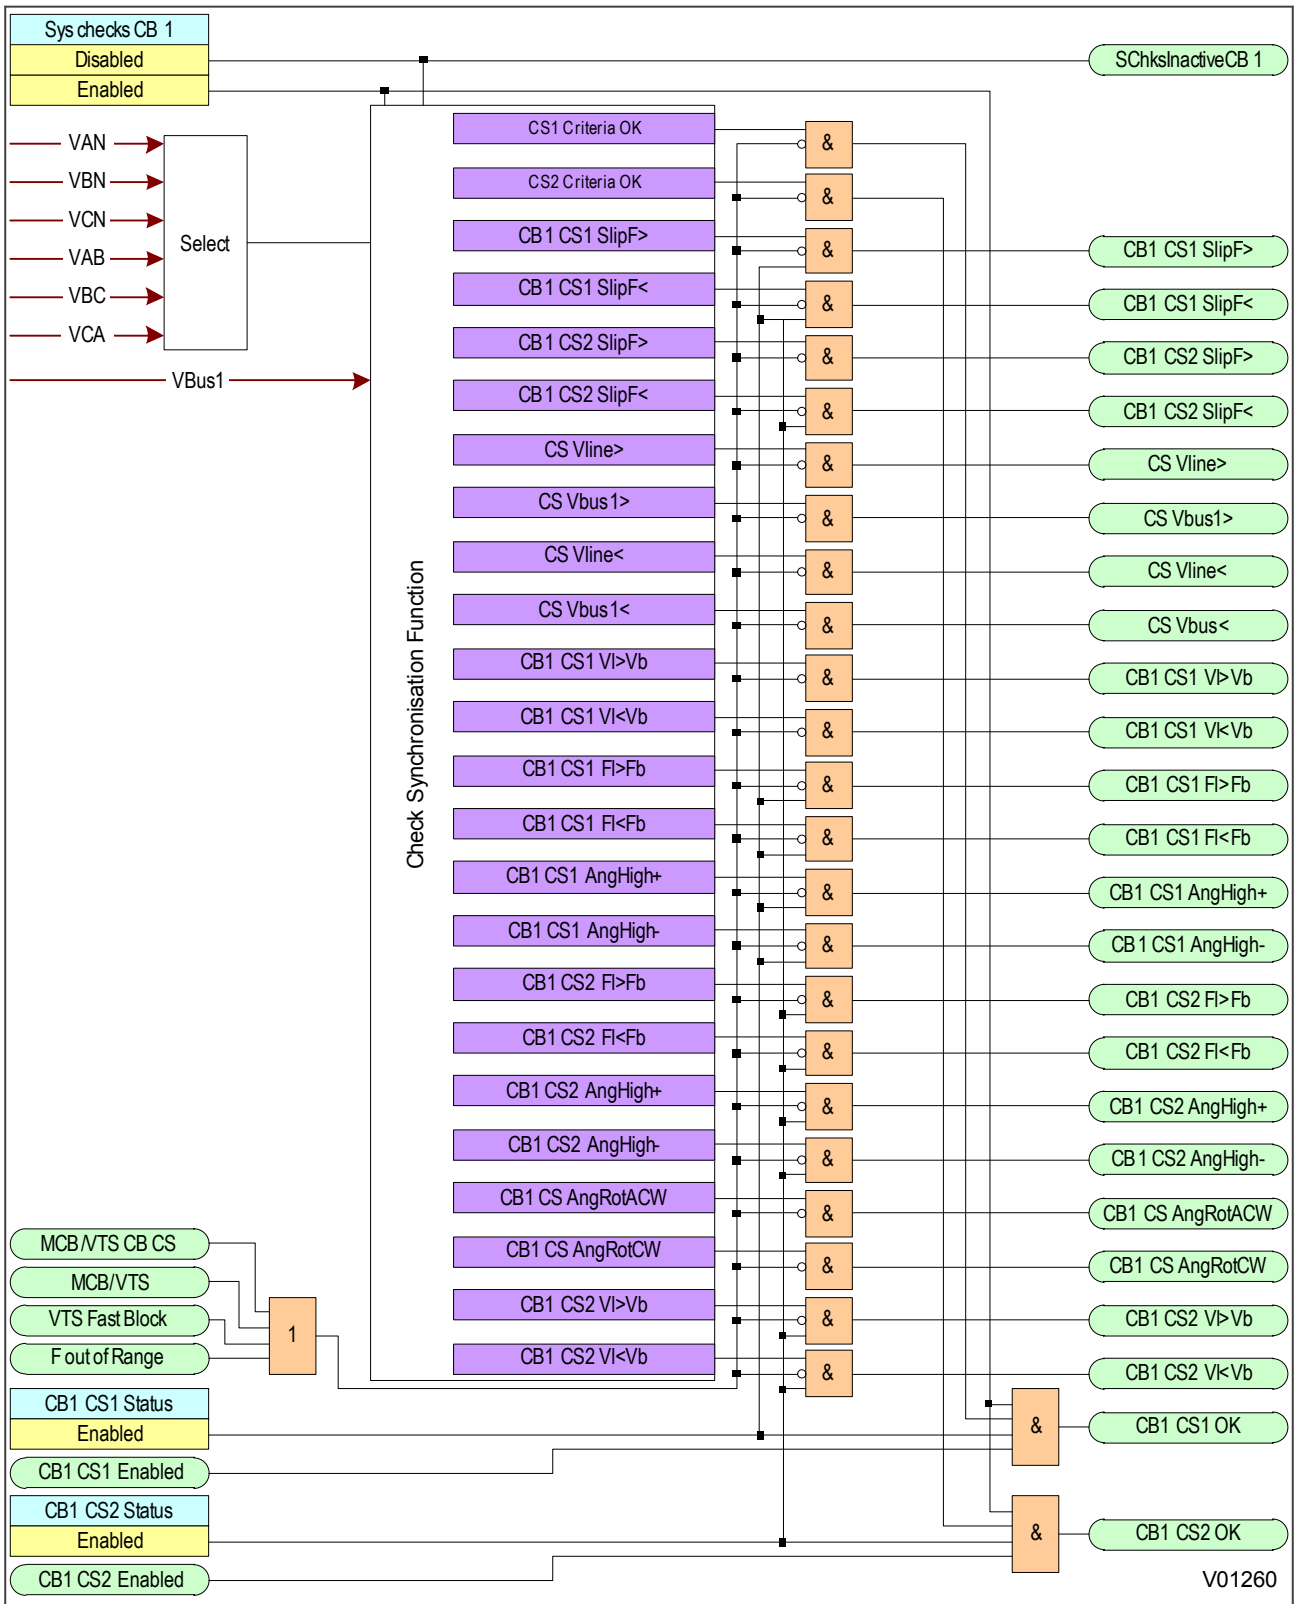 Sys checks CB 1
Disabled
Enabled
SChksInactiveCB 1
VAN
VBN
VCN
VAB
VBC
VCA
Select
VBus1
Check Synchronisation Function
CS1 Criteria OK
&
CS2 Criteria OK
&
CB1 CS1 SlipF>
&
CB1 CS1 SlipF>
CB1 CS1 SlipF<
&
CB1 CS1 SlipF<
CB1 CS2 SlipF>
&
CB1 CS2 SlipF>
CB1 CS2 SlipF<
&
CB1 CS2 SlipF<
CS Vline>
&
CS Vline>
CS Vbus1>
&
CS Vbus1>
CS Vline<
&
CS Vline<
CS Vbus1<
&
CS Vbus<
CB1 CS1 Vl>Vb
&
CB1 CS1 Vl>Vb
CB1 CS1 Vl<Vb
&
CB1 CS1 Vl<Vb
CB1 CS1 Fl>Fb
&
CB1 CS1 Fl>Fb
CB1 CS1 Fl<Fb
&
CB1 CS1 Fl<Fb
CB1 CS1 AngHigh+
&
CB1 CS1 AngHigh+
CB1 CS1 AngHigh-
&
CB1 CS1 AngHigh-
CB1 CS2 Fl>Fb
&
CB1 CS2 Fl>Fb
CB1 CS2 Fl<Fb
&
CB1 CS2 Fl<Fb
CB1 CS2 AngHigh+
&
CB1 CS2 AngHigh+
CB1 CS2 AngHigh-
&
CB1 CS2 AngHigh-
CB1 CS AngRotACW
&
CB1 CS AngRotACW
CB1 CS AngRotCW
&
CB1 CS AngRotCW
CB1 CS2 Vl>Vb
&
CB1 CS2 Vl>Vb
CB1 CS2 Vl<Vb
&
CB1 CS2 Vl<Vb
MCB/VTS CB CS
MCB/VTS
VTS Fast Block
F out of Range
1
CB1 CS1 Status
Enabled
CB1 CS1 Enabled
&
CB1 CS1 OK
CB1 CS2 Status
Enabled
CB1 CS2 Enabled
&
CB1 CS2 OK
V01260